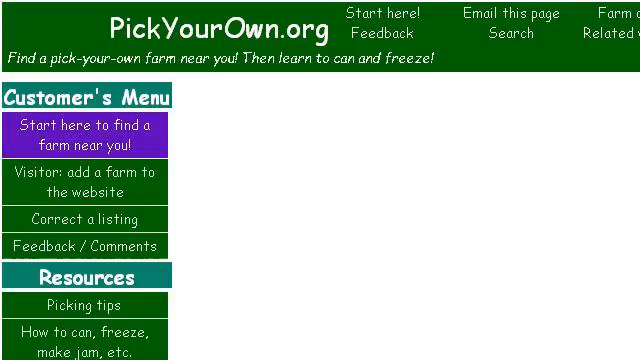 PickYourOwn.org
Start here!
Email this page
Feedback
Search
Find a pick-your-own farm near you! Then learn to can and freeze!
Customer's Menu
Start here to find a
farm near you!
Visitor: add a farm to
the website
Correct a listing
Feedback / Comments
Resources
Picking tips
How to can, freeze,
make jam, etc.